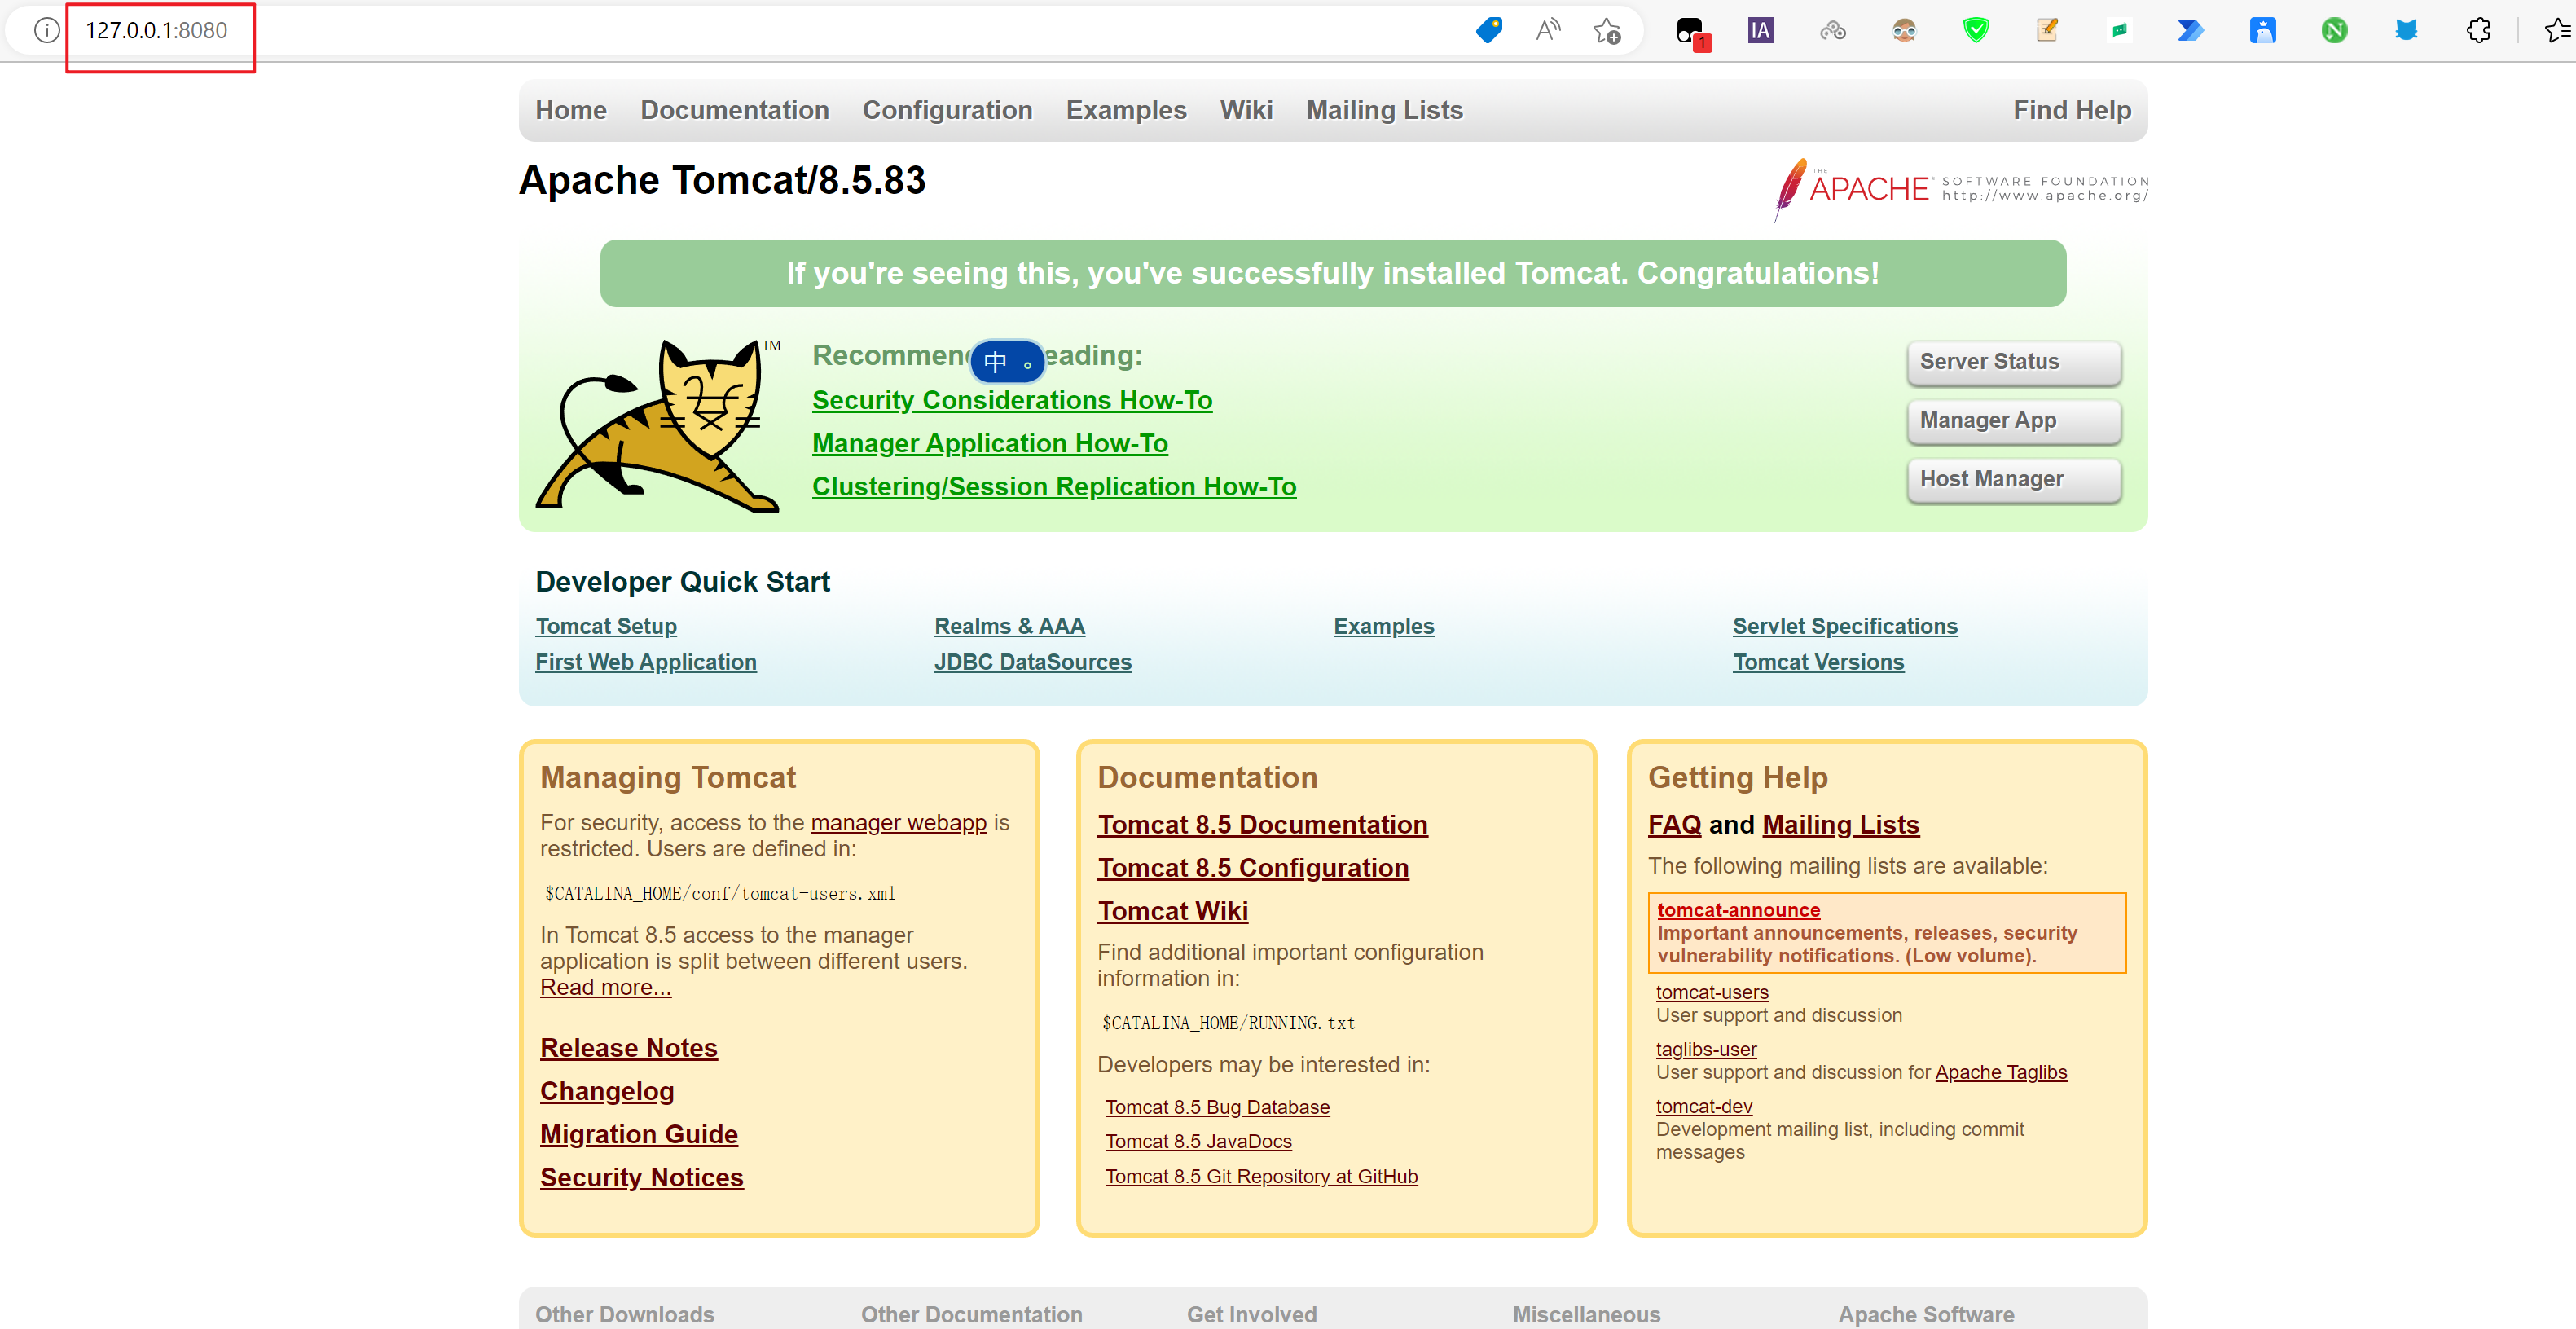 127.0.0.1:8080
1
IA
N
Home Documentation Configuration Examples Wiki Mailing Lists Find Help
Apache Tomcat/8.5.83
THE APACHE® SOFTWARE FOUNDATION
http://www.apache.org/
If you're seeing this, you've successfully installed Tomcat. Congratulations!
TM
中 。
Security Considerations How-To
Manager Application How-To
Clustering/Session Replication How-To
Server Status
Manager App
Host Manager
Developer Quick Start
Tomcat Setup
First Web Application
Realms & AAA
JDBC DataSources
Examples
Servlet Specifications
Tomcat Versions
Managing Tomcat
For security, access to the manager webapp is
restricted. Users are defined in:
$CATALINA_HOME/conf/tomcat-users.xml
In Tomcat 8.5 access to the manager
application is split between different users.
Read more...
Release Notes
Changelog
Migration Guide
Security Notices
Documentation
Tomcat 8.5 Documentation
Tomcat 8.5 Configuration
Tomcat Wiki
Find additional important configuration
information in:
$CATALINA_HOME/RUNNING.txt
Developers may be interested in:
Tomcat 8.5 Bug Database
Tomcat 8.5 JavaDocs
Tomcat 8.5 Git Repository at GitHub
Getting Help
FAQ and Mailing Lists
The following mailing lists are available:
tomcat-announce
Important announcements, releases, security
vulnerability notifications. (Low volume).
tomcat-users
User support and discussion
taglibs-user
User support and discussion for Apache Taglibs
tomcat-dev
Development mailing list, including commit
messages
Other Downloads Other Documentation Get Involved Miscellaneous Apache Software